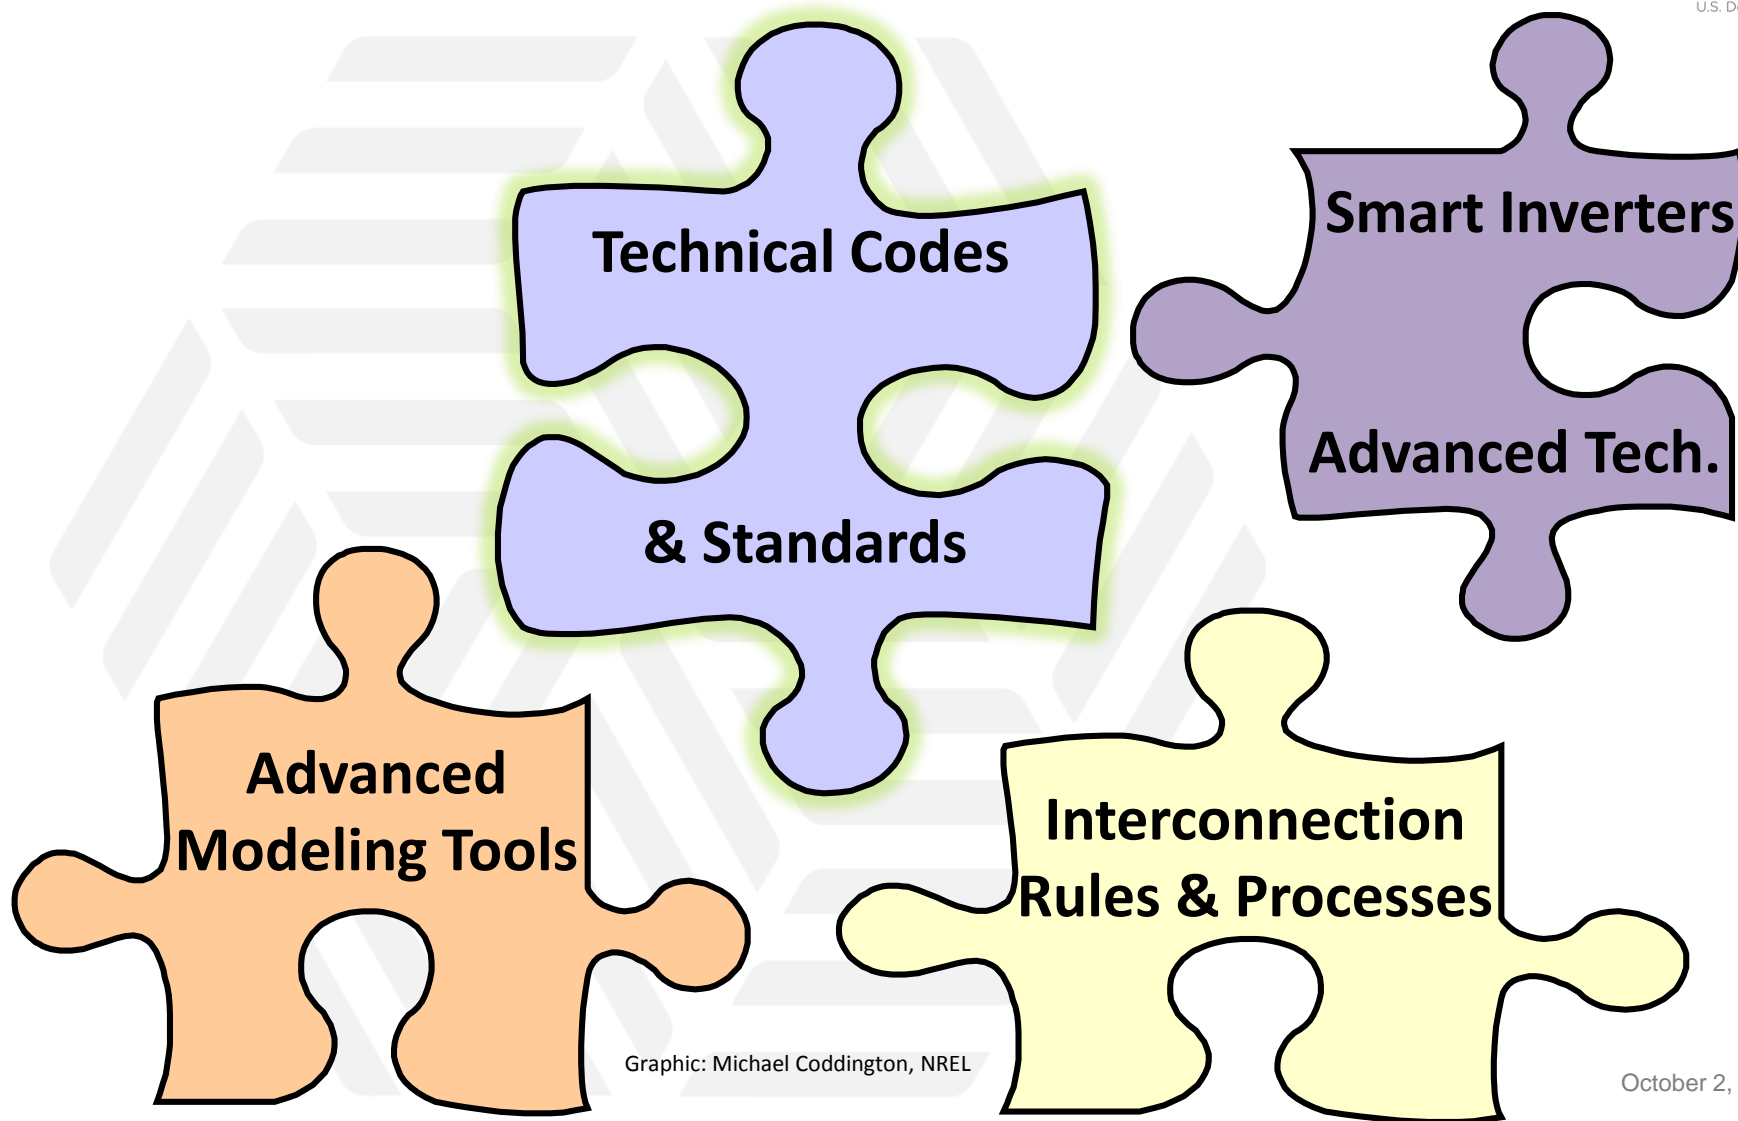 U.S. D
Technical Codes
& Standards
Smart Inverters
Advanced Tech.
Advanced
Modeling Tools
Interconnection
Rules & Processes
Graphic: Michael Coddington, NREL
October 2,